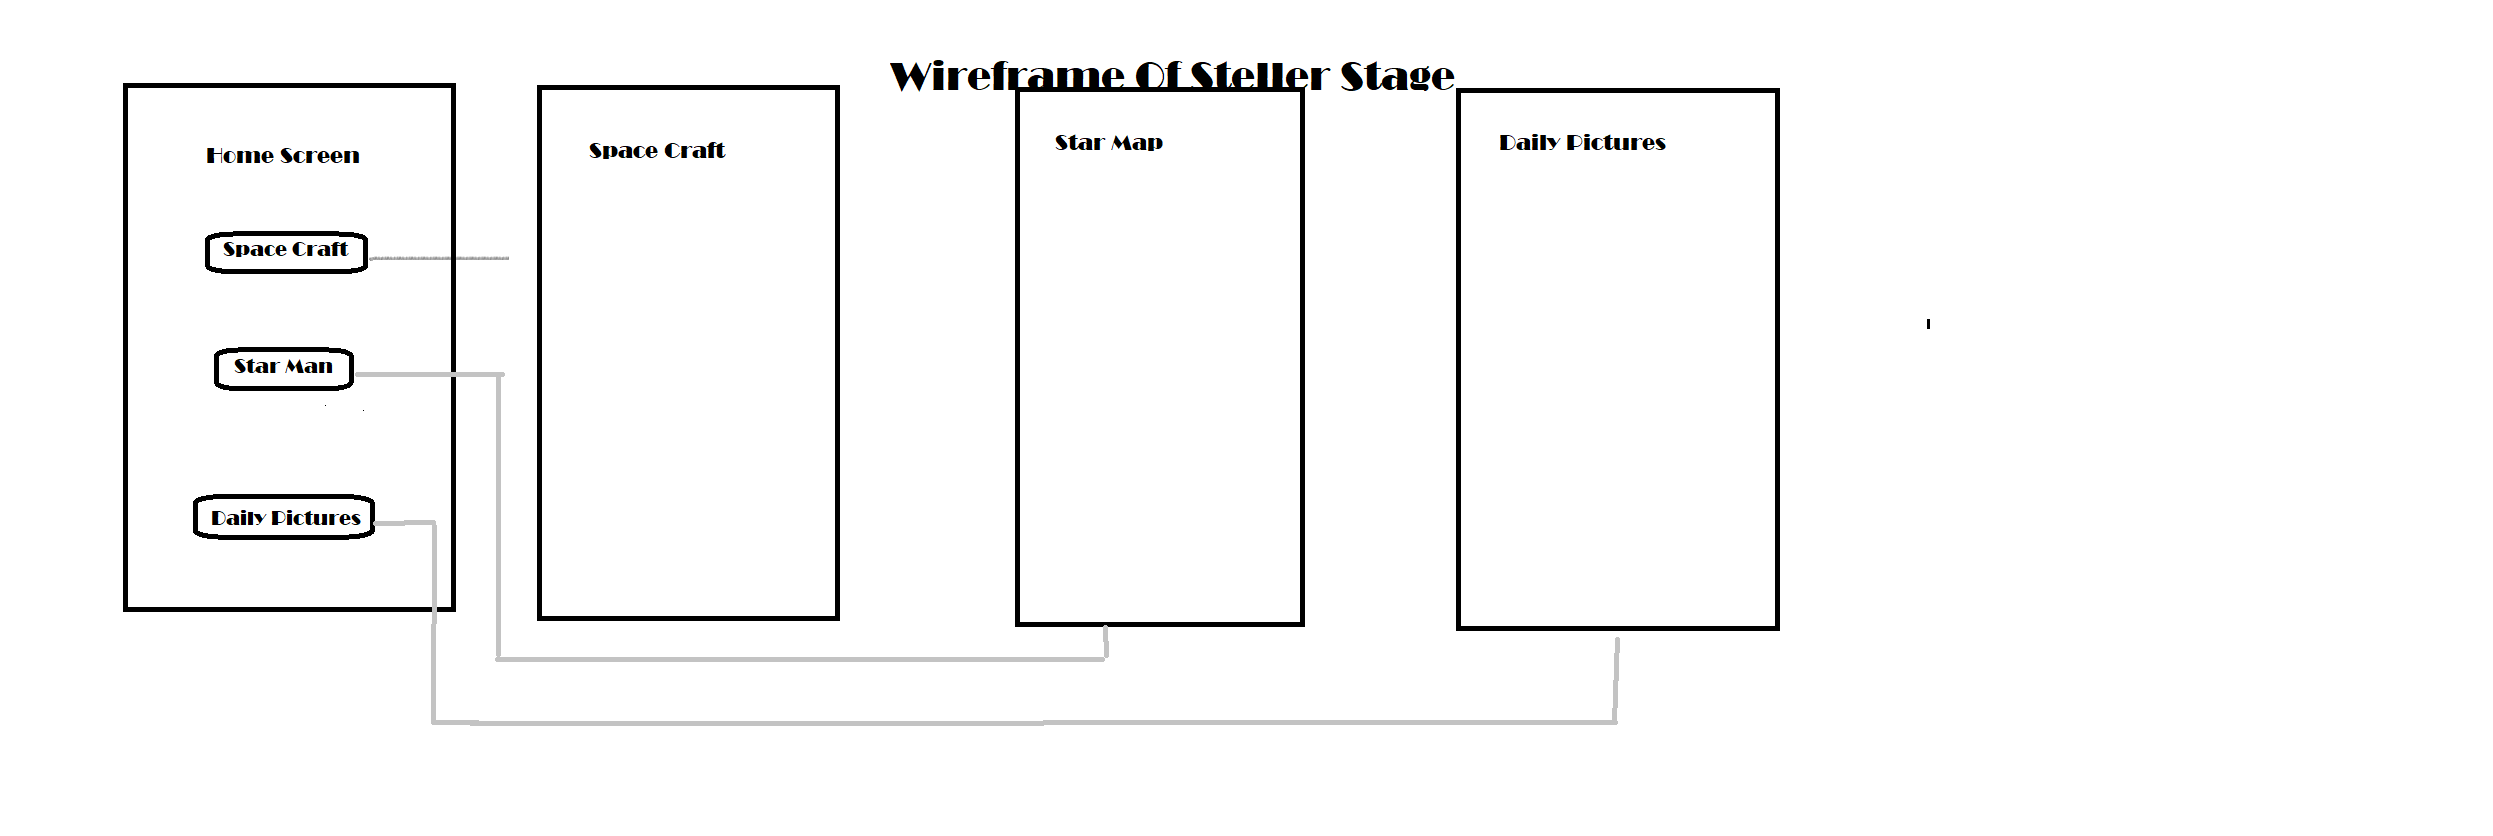 Wireframe Of Steller Stage
Home Screen
Space Craft
Star Man
Daily Pictures
Space Craft
Star Map
Daily Pictures